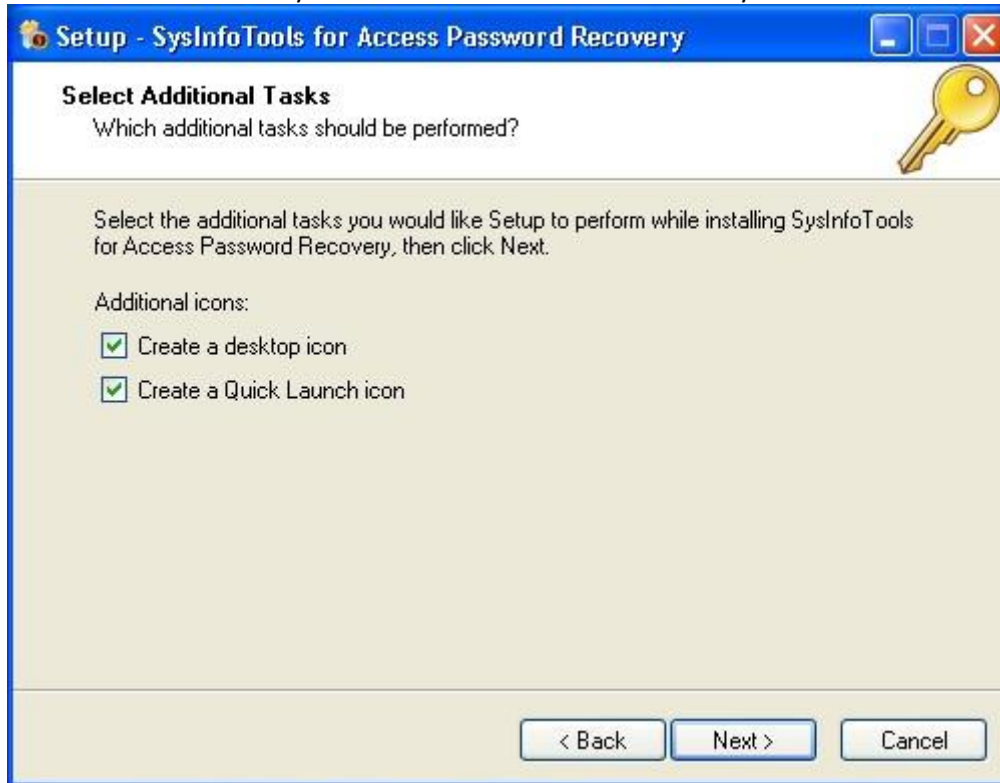 Setup - SysInfoTools for Access Password Recovery
Select Additional Tasks
Which additional tasks should be performed?
Select the additional tasks you would like Setup to perform while installing SysInfoTools
for Access Password Recovery, then click Next.
Additional icons:
Create a desktop icon
Create a Quick Launch icon
< Back Next > Cancel